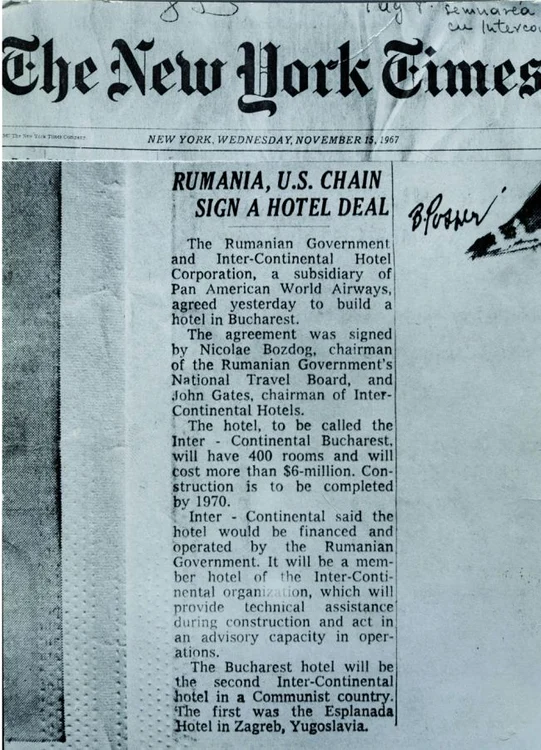 semnarea
cu Interco
The New York Times
NEW YORK, WEDNESDAY, NOVEMBER 15, 1967
RUMANIA, U.S. CHAIN
SIGN A HOTEL DEAL
The Rumanian Government
and Inter-Continental Hotel
Corporation, a subsidiary of
Pan American World Airways,
agreed yesterday to build a
hotel in Bucharest.
The agreement was signed
by Nicolae Bozdog, chairman
of the Rumanian Government's
National Travel Board, and
John Gates, chairman of Inter-
Continental Hotels.
The hotel, to be called the
Inter - Continental Bucharest,
will have 400 rooms and will
cost more than $6-million. Con-
struction is to be completed
by 1970.
Inter - Continental said the
hotel would be financed and
operated by the Rumanian
Government. It will be a mem-
ber hotel of the Inter-Conti-
nental organization, which will
provide technical assistance
during construction and act in
an advisory capacity in oper-
ations.
The Bucharest hotel will be
the second Inter-Continental
hotel in a Communist country.
The first was the Esplanada
Hotel in Zagreb, Yugoslavia.